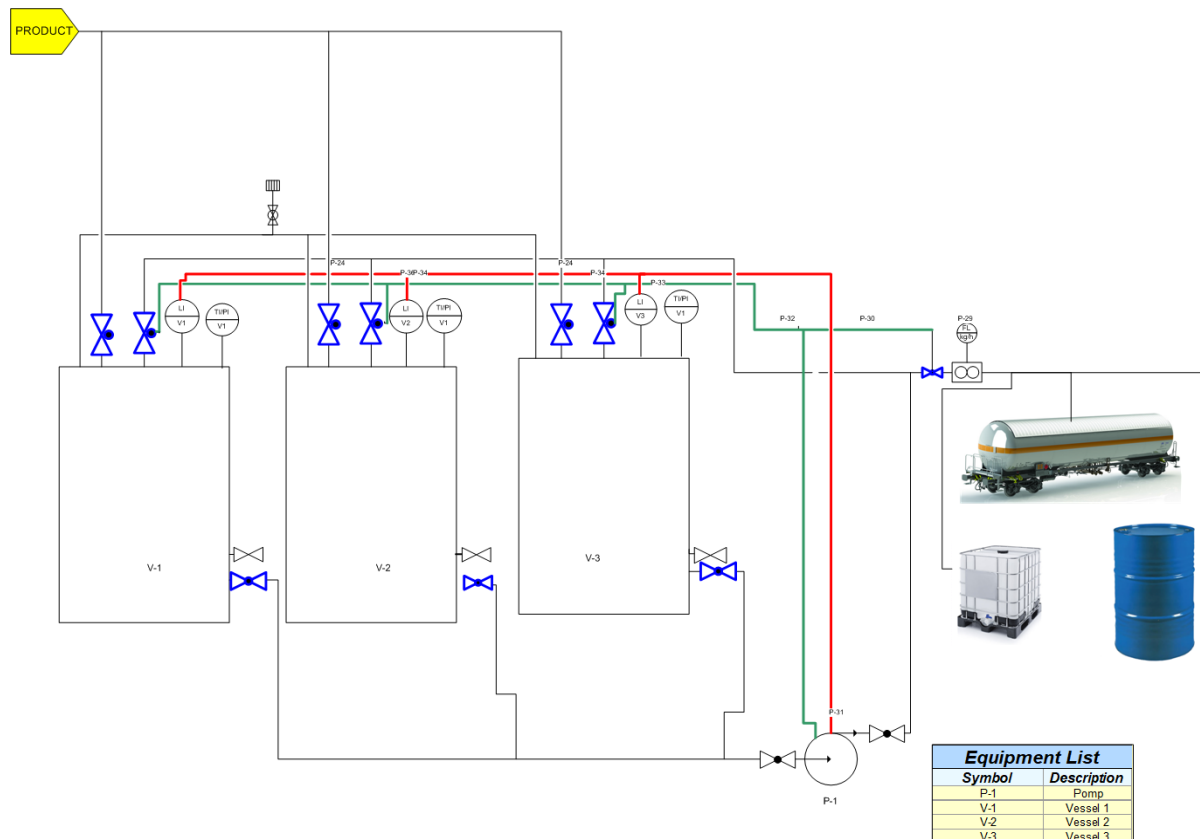 PRODUCT
P-24
P-36
P-34
P-24
P-34
P-33
LI
V1
TI/PI
V1
LI
V2
TI/PI
V1
LI
V3
TI/PI
V1
P-32
P-30
P-29
FL
kg/h
V-1
V-2
V-3
P-31
P-1
Equipment List
Symbol Description
P-1 Pomp
V-1 Vessel 1
V-2 Vessel 2
V-3 Vessel 3